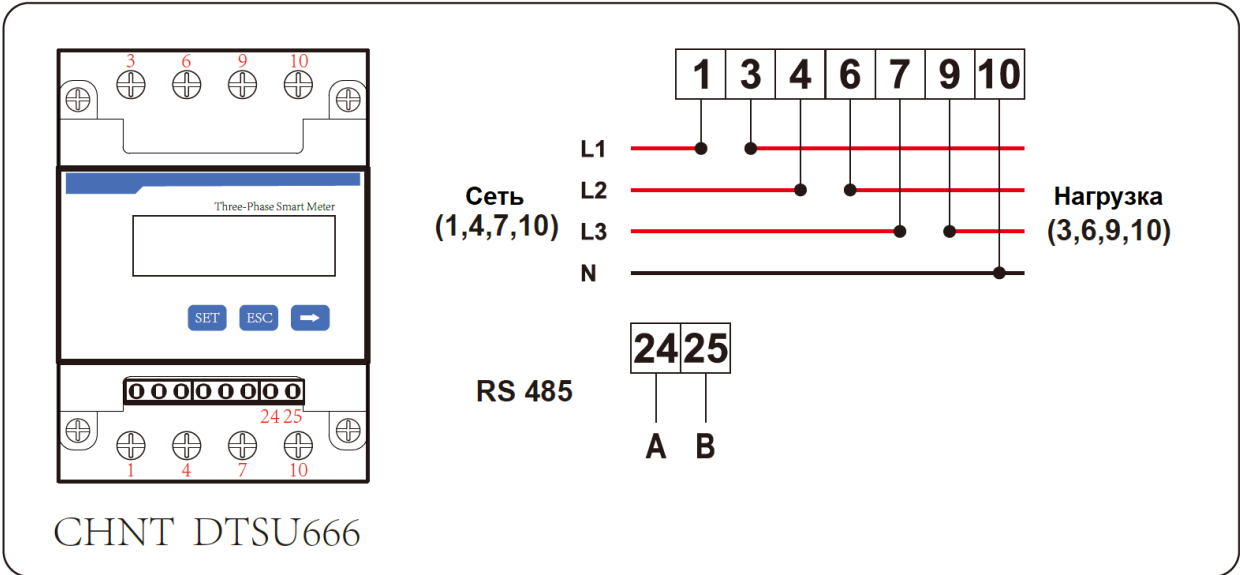 3 6 9 10
Three-Phase Smart Meter
SET ESC
24 25
1 4 7 10
CHNT DTSU666
1 3 4 6 7 9 10
L1
L2
L3
N
Сеть
(1,4,7,10)
Нагрузка
(3,6,9,10)
24 25
RS 485
A B